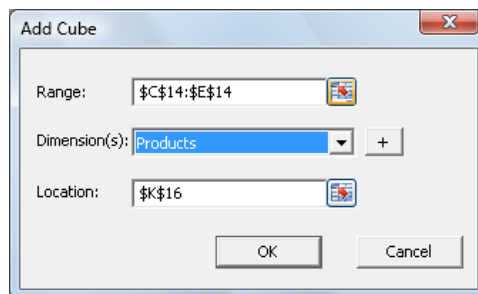 Add Cube
Range: $C$14:$E$14
Dimension(s): Products +
Location: $K$16
OK Cancel